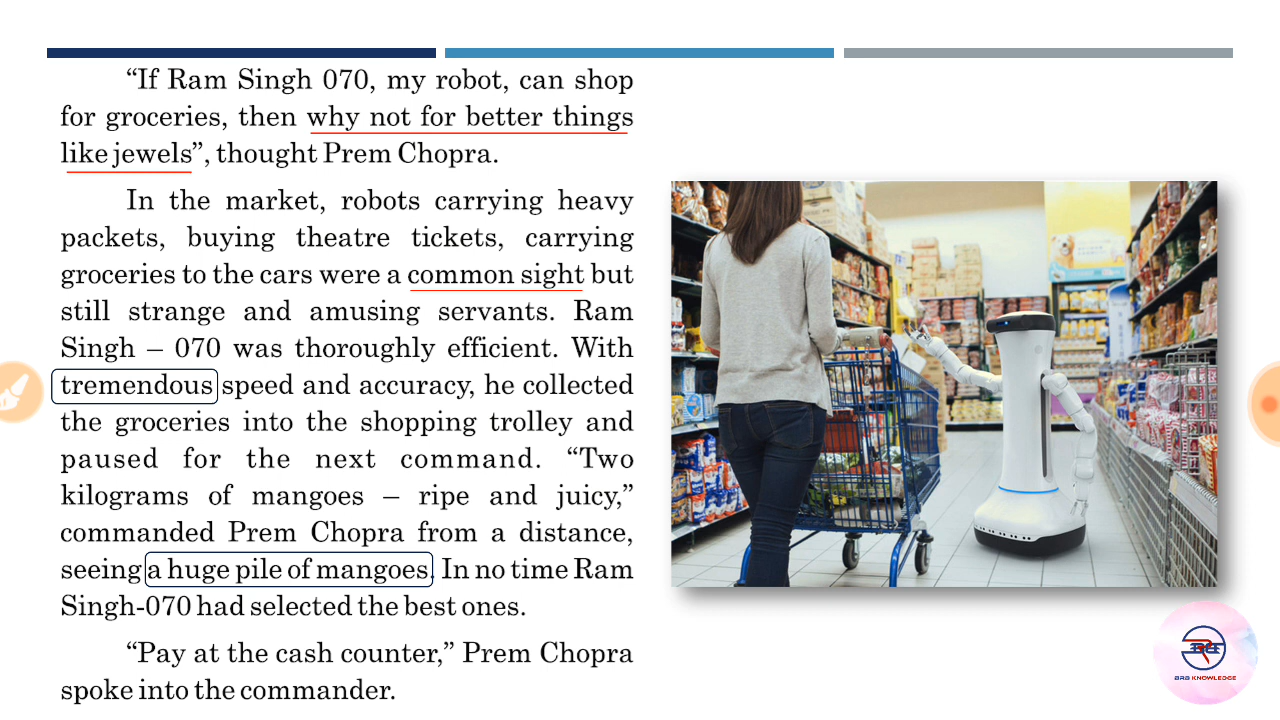 “If Ram Singh 070, my robot, can shop
for groceries, then why not for better things
like jewels”, thought Prem Chopra.
In the market, robots carrying heavy
packets, buying theatre tickets, carrying
groceries to the cars were a common sight but
still strange and amusing servants. Ram
Singh – 070 was thoroughly efficient. With
tremendous speed and accuracy, he collected
the groceries into the shopping trolley and
paused for the next command. “Two
kilograms of mangoes – ripe and juicy,”
commanded Prem Chopra from a distance,
seeing a huge pile of mangoes. In no time Ram
Singh-070 had selected the best ones.
“Pay at the cash counter,” Prem Chopra
spoke into the commander.
BRB KNOWLEDGE